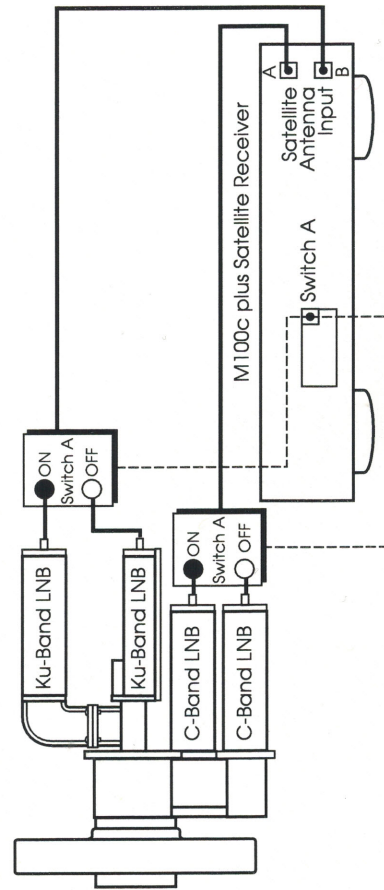 M100c plus Satellite Receiver
A
B
Satellite
Antenna
Input
Switch A
ON
Switch A
OFF
ON
Switch A
OFF
Ku-Band LNB
Ku-Band LNB
C-Band LNB
C-Band LNB